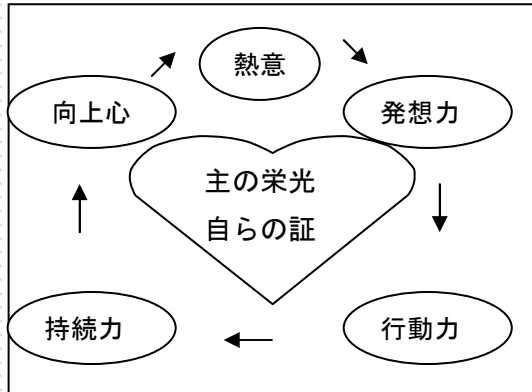 熱意
向上心
発想力
主の栄光
自らの証
持続力
行動力